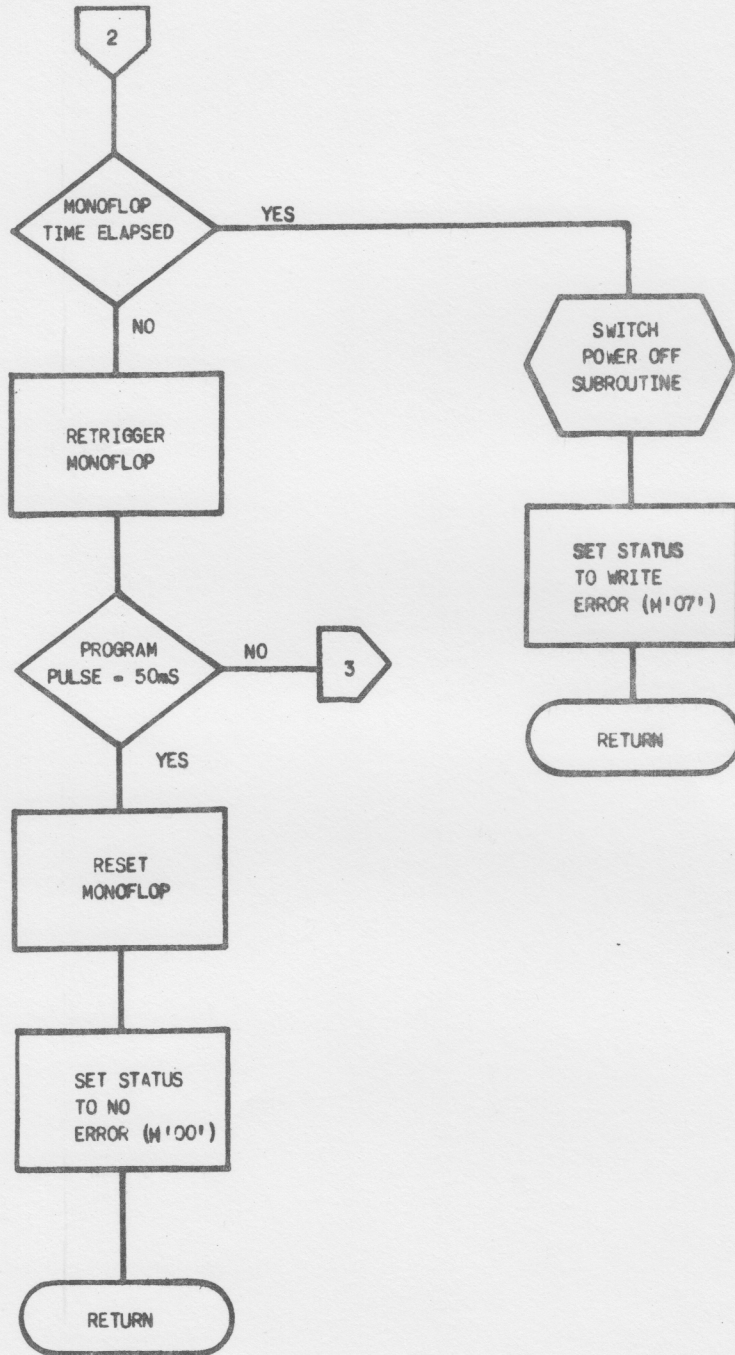 2
MONOFLOP
TIME ELAPSED
YES
NO
SWITCH
POWER OFF
SUBROUTINE
RETRIGGER
MONOFLOP
SET STATUS
TO WRITE
ERROR (H'07')
PROGRAM
PULSE = 50mS
NO
3
RETURN
YES
RESET
MONOFLOP
SET STATUS
TO NO
ERROR (H'00')
RETURN